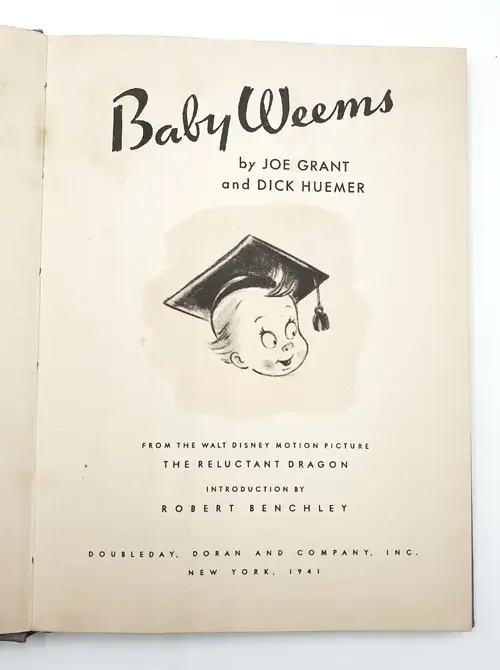 Baby Weems
by JOE GRANT
and DICK HUEMER
FROM THE WALT DISNEY MOTION PICTURE
THE RELUCTANT DRAGON
INTRODUCTION BY
ROBERT BENCHLEY
DOUBLEDAY, DORAN AND COMPANY, INC.
NEW YORK, 1941